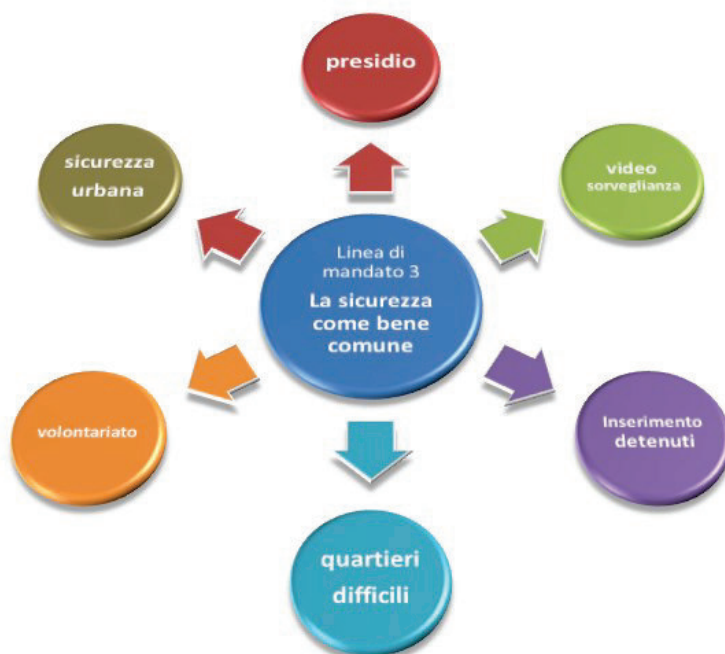 presidio
sicurezza
urbana
video
sorveglianza
Linea di
mandato 3
La sicurezza
come bene
comune
volontariato
Inserimento
detenuti
quartieri
difficili